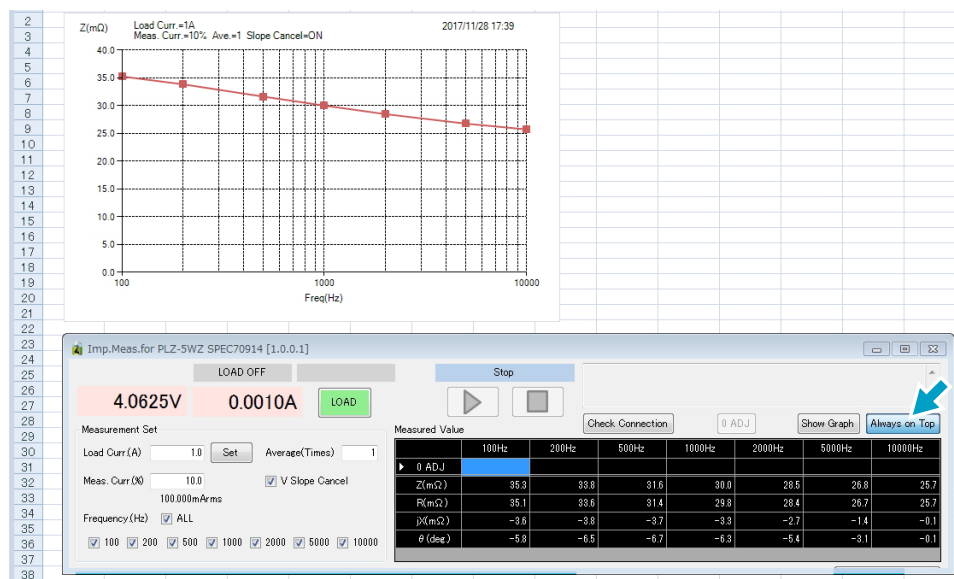 2
3
4
5
6
7
8
9
10
11
12
13
14
15
16
17
18
19
20
21
22
23
24
25
26
27
28
29
30
31
32
33
34
35
36
37
38
Z(mΩ) Load Curr.=1A 2017/11/28 17:39
Meas. Curr.=10% Ave.=1 Slope Cancel=ON
40.0
35.0
30.0
25.0
20.0
15.0
10.0
5.0
0.0
100 1000 10000
Freq(Hz)
Imp.Meas.for PLZ-5WZ SPEC70914 [1.0.0.1]
LOAD OFF Stop
4.0625V 0.0010A LOAD
Check Connection 0 ADJ Show Graph Always on Top
Measurement Set
Load Curr.(A) 1.0 Set Average(Times) 1
Meas. Curr.(%) 10.0 V Slope Cancel
100.000mArms
Frequency.(Hz) ALL
100 200 500 1000 2000 5000 10000
Measured Value
100Hz 200Hz 500Hz 1000Hz 2000Hz 5000Hz 10000Hz
0 ADJ
Z(mΩ) 35.3 33.8 31.6 30.0 28.5 26.8 25.7
R(mΩ) 35.1 33.6 31.4 29.8 28.4 26.7 25.7
jX(mΩ) -3.6 -3.8 -3.7 -3.3 -2.7 -1.4 -0.1
θ(deg) -5.8 -6.5 -6.7 -6.3 -5.4 -3.1 -0.1